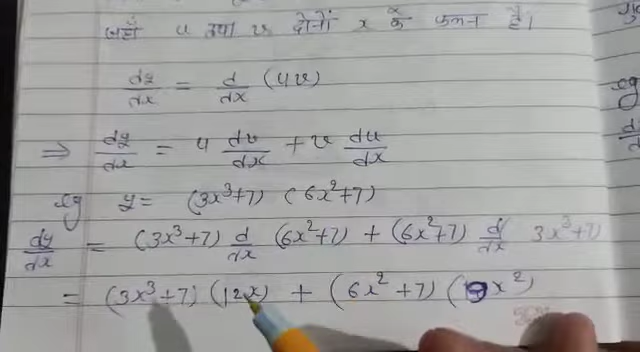 जहाँ u तथा v दोनों x के फलन हैं।
dy/dx = d/dx (uv)
⇒ dy/dx = u dv/dx + v du/dx
eg y = (3x³+7) (6x²+7)
dy/dx = (3x³+7) d/dx (6x²+7) + (6x²+7) d/dx 3x³+7
= (3x³+7) (12x) + (6x²+7) (9x²)
eg